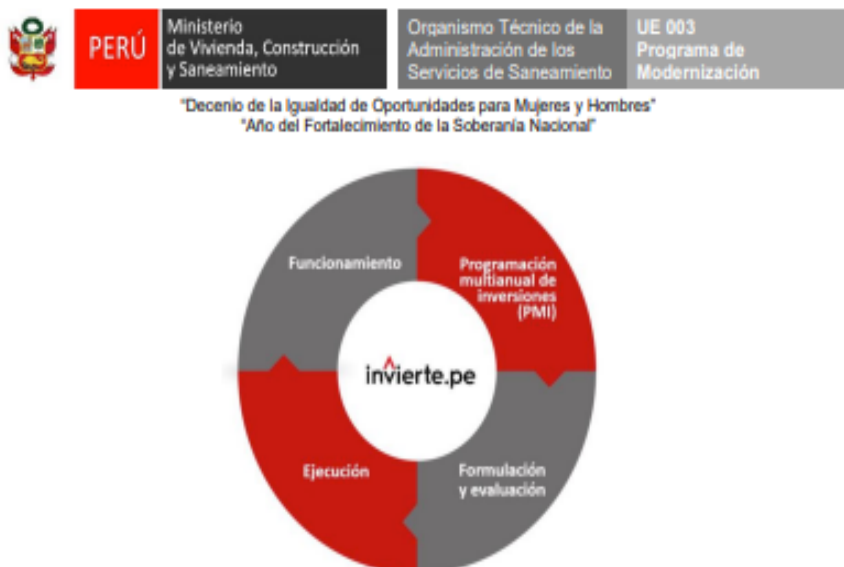 PERÚ
Ministerio
de Vivienda, Construcción
y Saneamiento
Organismo Técnico de la
Administración de los
Servicios de Saneamiento
UE 003
Programa de
Modernización
"Decenio de la Igualdad de Oportunidades para Mujeres y Hombres"
"Año del Fortalecimiento de la Soberanía Nacional"
Funcionamiento
Programación
multianual de
inversiones
(PMI)
invierte.pe
Ejecución
Formulación
y evaluación